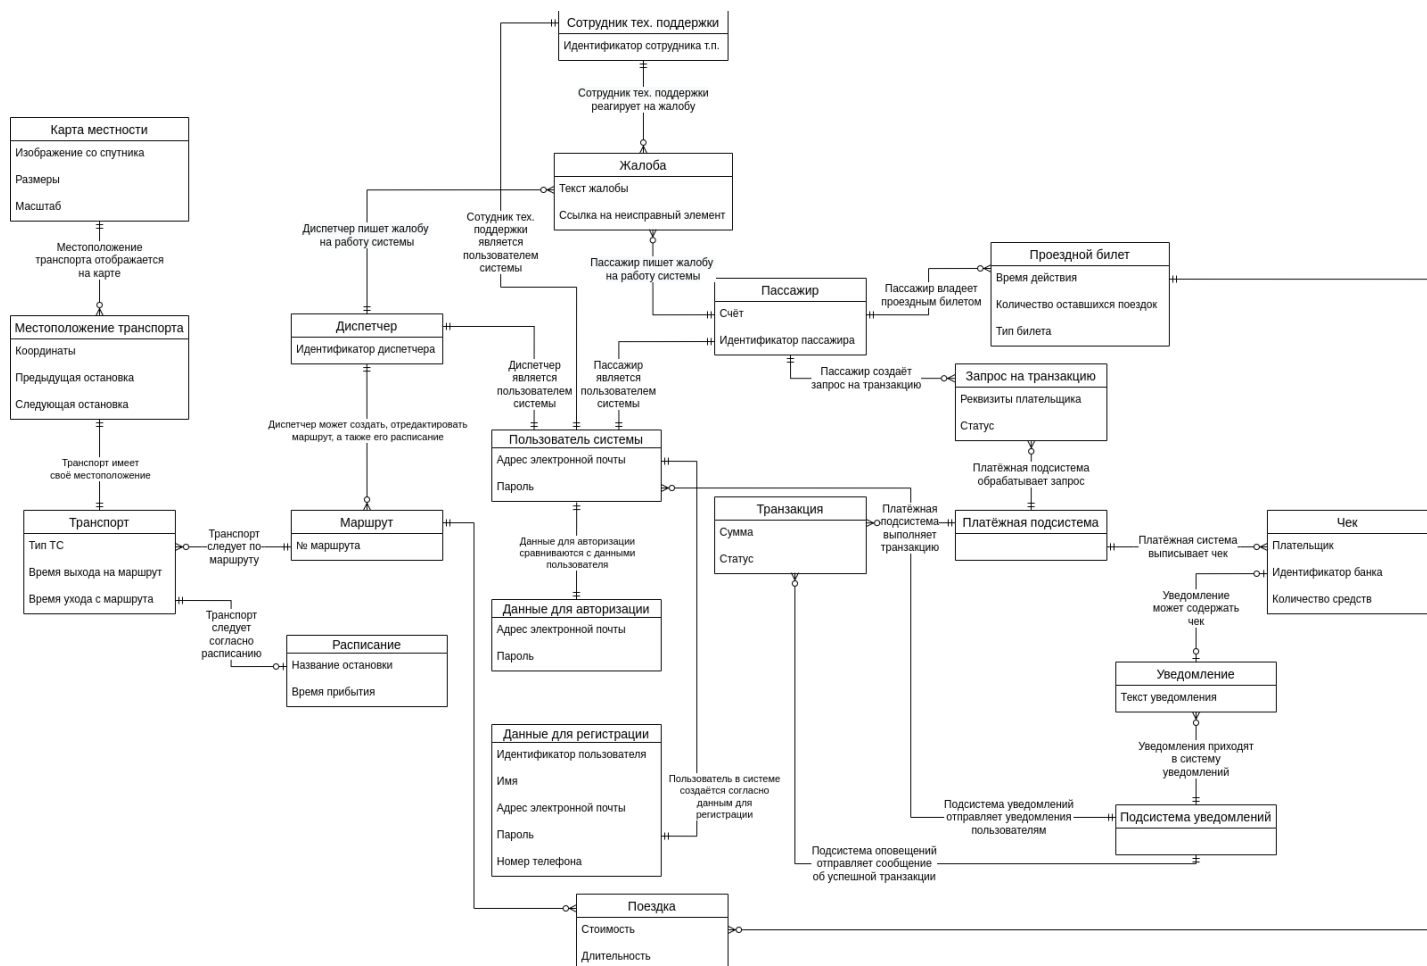 Сотрудник тех. поддержки
Идентификатор сотрудника т.п.
Сотрудник тех. поддержки
реагирует на жалобу
Карта местности
Изображение со спутника
Размеры
Масштаб
Жалоба
Текст жалобы
Ссылка на неисправный элемент
Диспетчер пишет жалобу
на работу системы
Сотудник тех.
поддержки
является
пользователем
системы
Местоположение
транспорта отображается
на карте
Пассажир пишет жалобу
на работу системы
Проездной билет
Время действия
Количество оставшихся поездок
Тип билета
Пассажир владеет
проездным билетом
Пассажир
Счёт
Идентификатор пассажира
Местоположение транспорта
Координаты
Предыдущая остановка
Следующая остановка
Диспетчер
Идентификатор диспетчера
Диспетчер
является
пользователем
системы
Пассажир
является
пользователем
системы
Пассажир создаёт
запрос на транзакцию
Запрос на транзакцию
Реквизиты плательщика
Статус
Диспетчер может создать, отредактировать
маршрут, а также его расписание
Пользователь системы
Адрес электронной почты
Пароль
Транспорт имеет
своё местоположение
Платёжная подсистема
обрабатывает запрос
Транспорт
Тип ТС
Время выхода на маршрут
Время ухода с маршрута
Транспорт
следует по
маршруту
Маршрут
№ маршрута
Данные для авторизации
сравниваются с данными
пользователя
Транзакция
Сумма
Статус
Платёжная
подсистема
выполняет
транзакцию
Платёжная подсистема
Платёжная система
выписывает чек
Чек
Плательщик
Идентификатор банка
Количество средств
Уведомление
может содержать
чек
Транспорт
следует
согласно
расписанию
Расписание
Название остановки
Время прибытия
Данные для авторизации
Адрес электронной почты
Пароль
Уведомление
Текст уведомления
Данные для регистрации
Идентификатор пользователя
Имя
Адрес электронной почты
Пароль
Номер телефона
Пользователь в системе
создаётся согласно
данным для
регистрации
Уведомления приходят
в систему
уведомлений
Подсистема уведомлений
отправляет уведомления
пользователям
Подсистема уведомлений
Подсистема оповещений
отправляет сообщение
об успешной транзакции
Поездка
Стоимость
Длительность